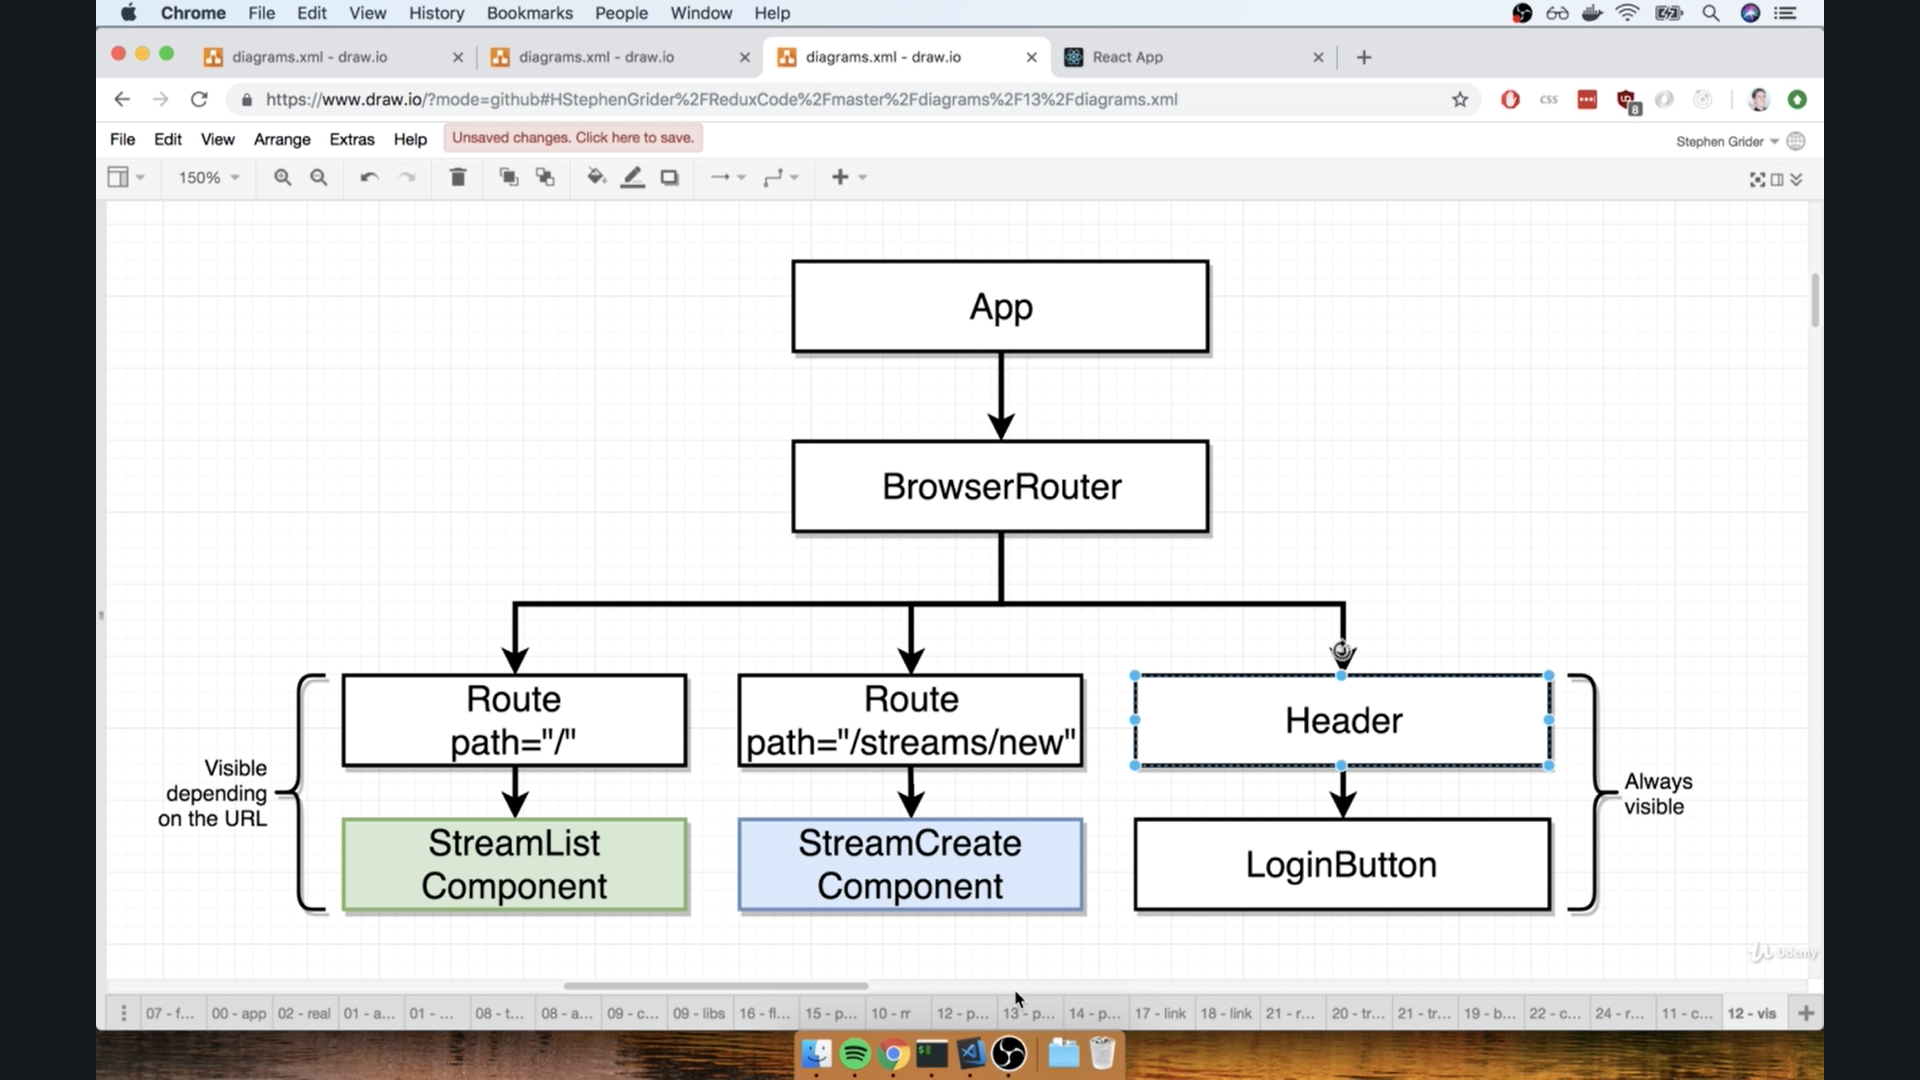 Chrome File Edit View History Bookmarks People Window Help
diagrams.xml - draw.io
diagrams.xml - draw.io
diagrams.xml - draw.io
React App
https://www.draw.io/?mode=github#HStephenGrider%2FReduxCode%2Fmaster%2Fdiagrams%2F13%2Fdiagrams.xml
css
8
File Edit View Arrange Extras Help
Unsaved changes. Click here to save.
Stephen Grider
150%
App
BrowserRouter
Route
path="/"
Route
path="/streams/new"
Header
Visible
depending
on the URL
Always
visible
StreamList
Component
StreamCreate
Component
LoginButton
Udemy
07 - f... 00 - app 02 - real 01 - a... 01 - ... 08 - t... 08 - a... 09 - c... 09 - libs 16 - fl... 15 - p... 10 - rr 12 - p... 13 - p... 14 - p... 17 - link 18 - link 21 - r... 20 - tr... 21 - tr... 19 - b... 22 - c... 24 - r... 11 - c... 12 - vis